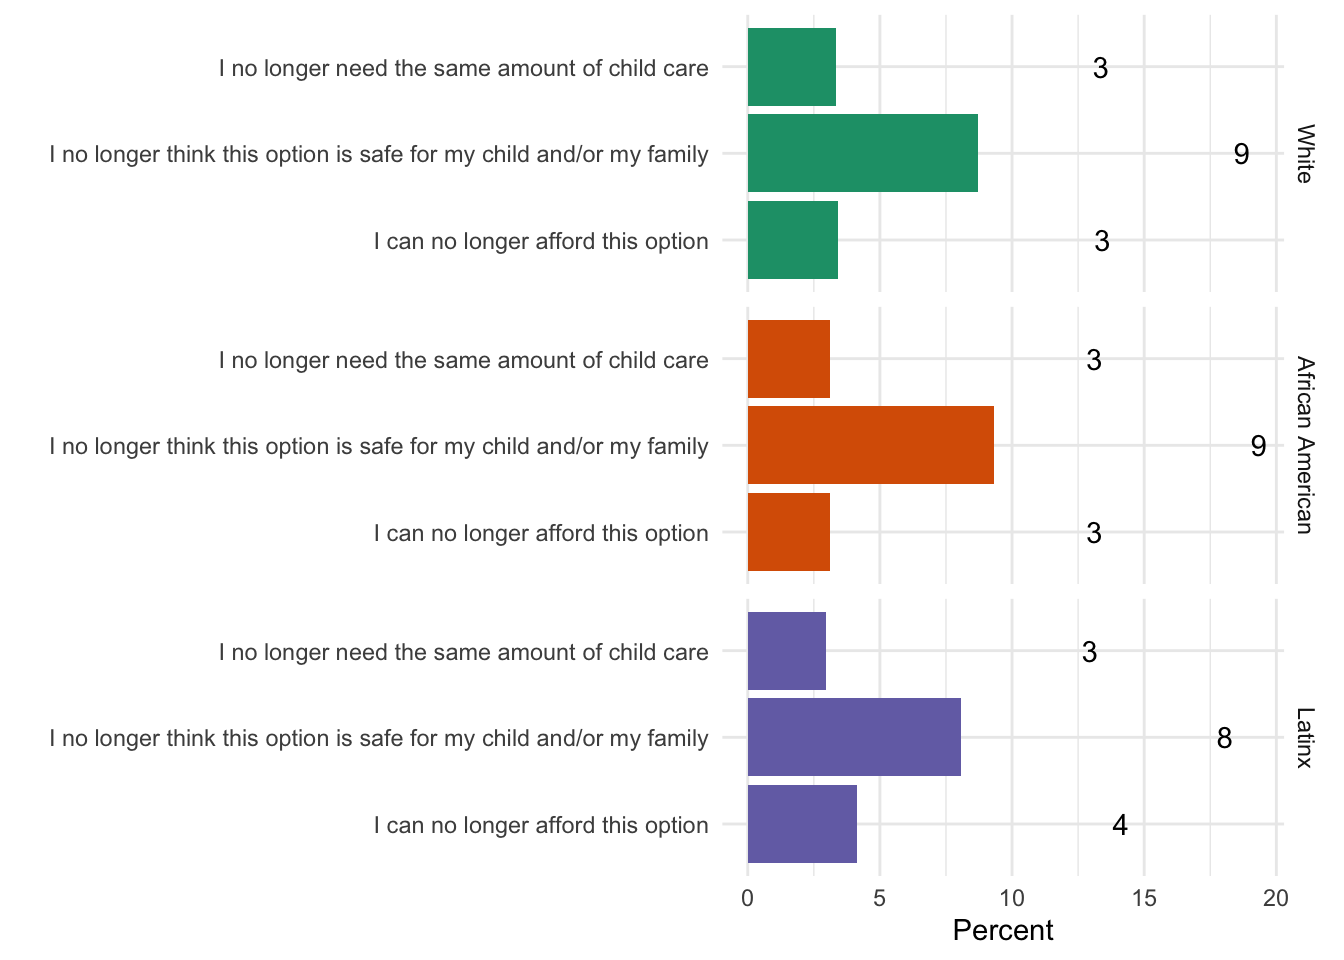 I no longer need the same amount of child care
3
I no longer think this option is safe for my child and/or my family
9
I can no longer afford this option
3
White
I no longer need the same amount of child care
3
I no longer think this option is safe for my child and/or my family
9
I can no longer afford this option
3
African American
I no longer need the same amount of child care
3
I no longer think this option is safe for my child and/or my family
8
I can no longer afford this option
4
Latinx
0 5 10 15 20
Percent